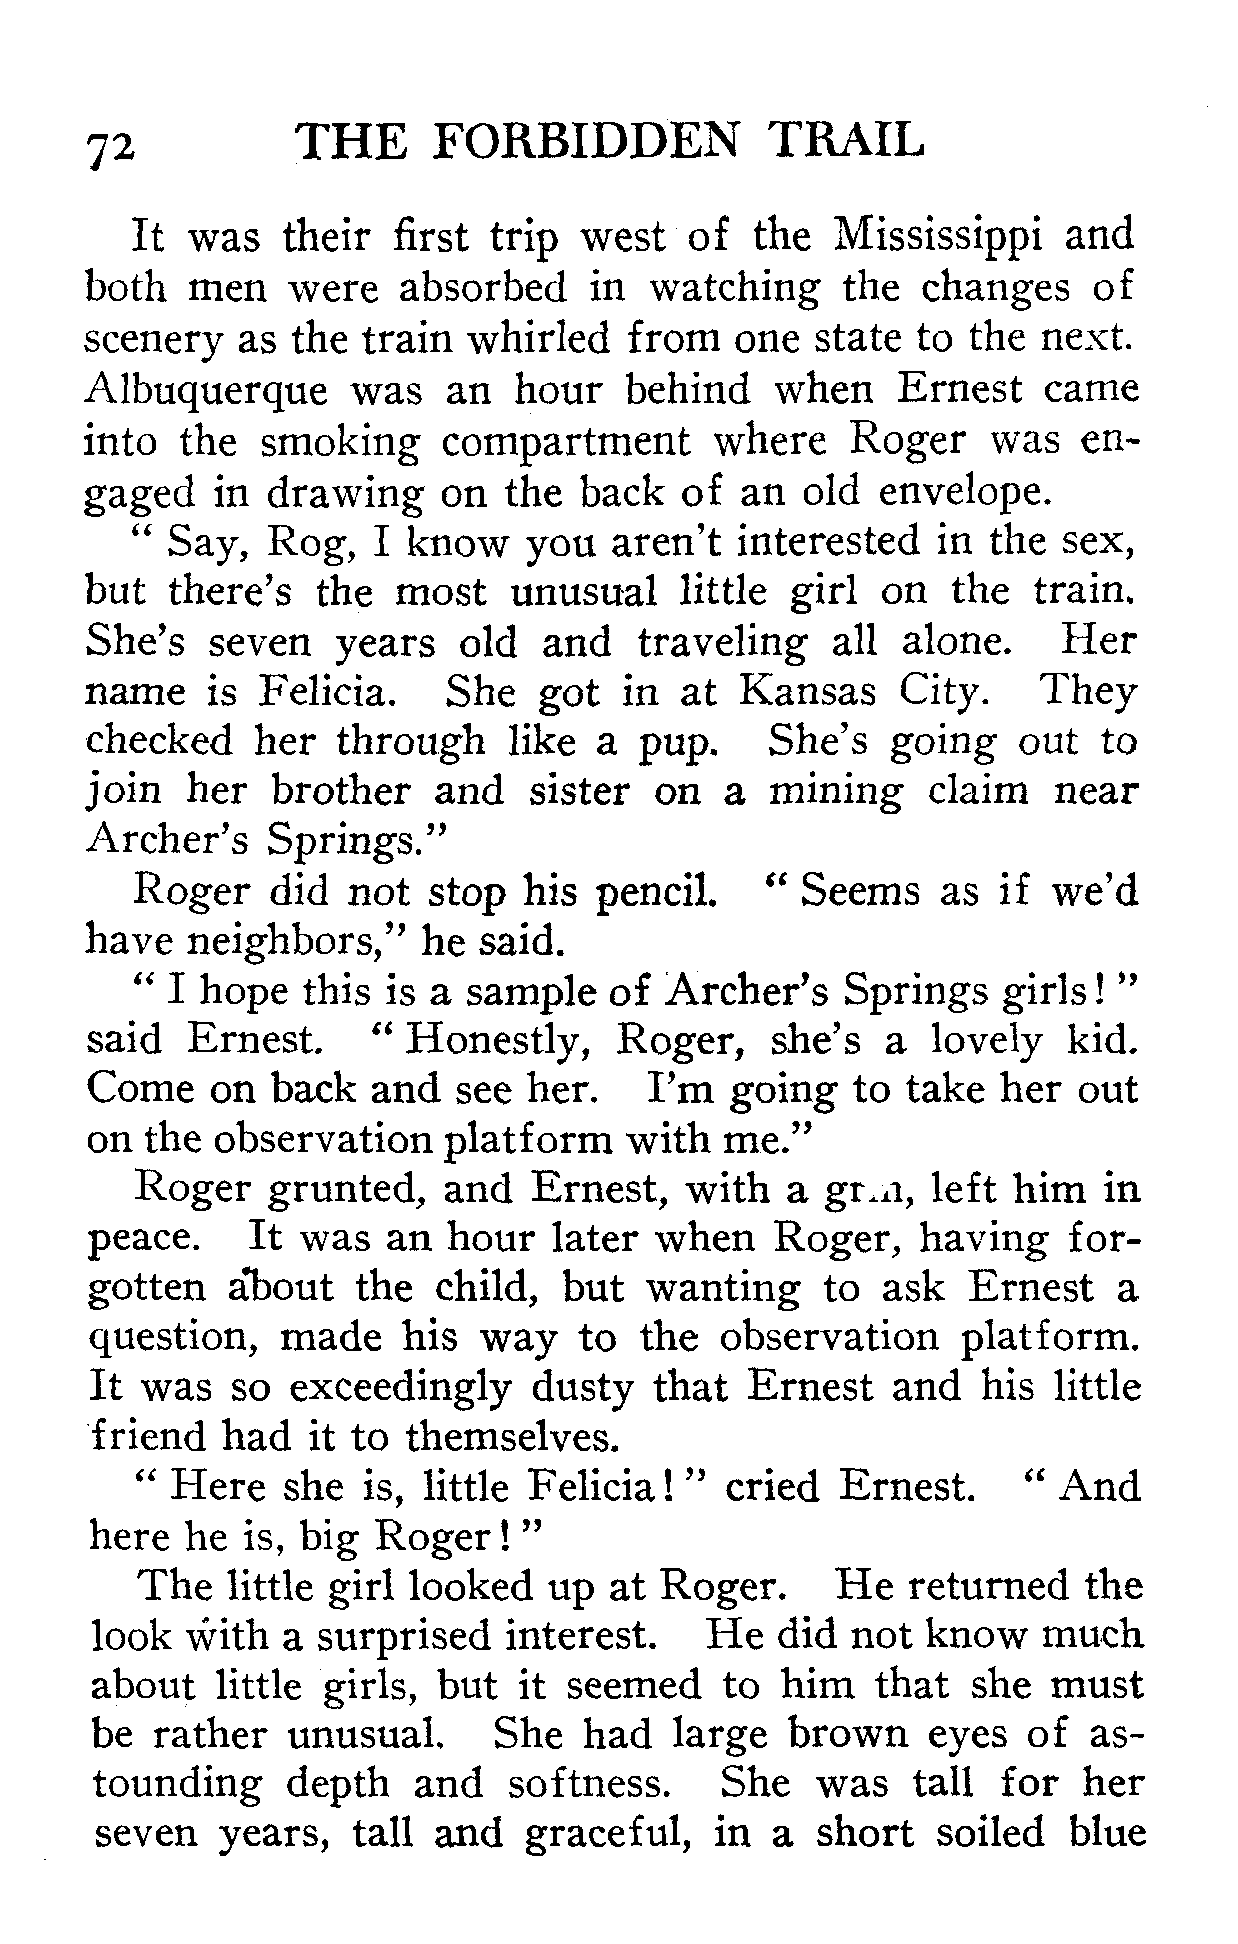 72 THE FORBIDDEN TRAIL
It was their first trip west of the Mississippi and
both men were absorbed in watching the changes of
scenery as the train whirled from one state to the next.
Albuquerque was an hour behind when Ernest came
into the smoking compartment where Roger was en-
gaged in drawing on the back of an old envelope.
“ Say, Rog, I know you aren’t interested in the sex,
but there’s the most unusual little girl on the train.
She’s seven years old and traveling all alone. Her
name is Felicia. She got in at Kansas City. They
checked her through like a pup. She’s going out to
join her brother and sister on a mining claim near
Archer’s Springs.”
Roger did not stop his pencil. “ Seems as if we’d
have neighbors,” he said.
“ I hope this is a sample of Archer’s Springs girls! ”
said Ernest. “ Honestly, Roger, she’s a lovely kid.
Come on back and see her. I’m going to take her out
on the observation platform with me.”
Roger grunted, and Ernest, with a left him in
peace. It was an hour later when Roger, having for-
gotten about the child, but wanting to ask Ernest a
question, made his way to the observation platform.
It was so exceedingly dusty that Ernest and his little
friend had it to themselves.
“ Here she is, little Felicia! ” cried Ernest. “ And
here he is, big Roger! ”
The little girl looked up at Roger. He returned the
look with a surprised interest. He did not know much
about little girls, but it seemed to him that she must
be rather unusual. She had large brown eyes of as-
tounding depth and softness. She was tall for her
seven years, tall and graceful, in a short soiled blue